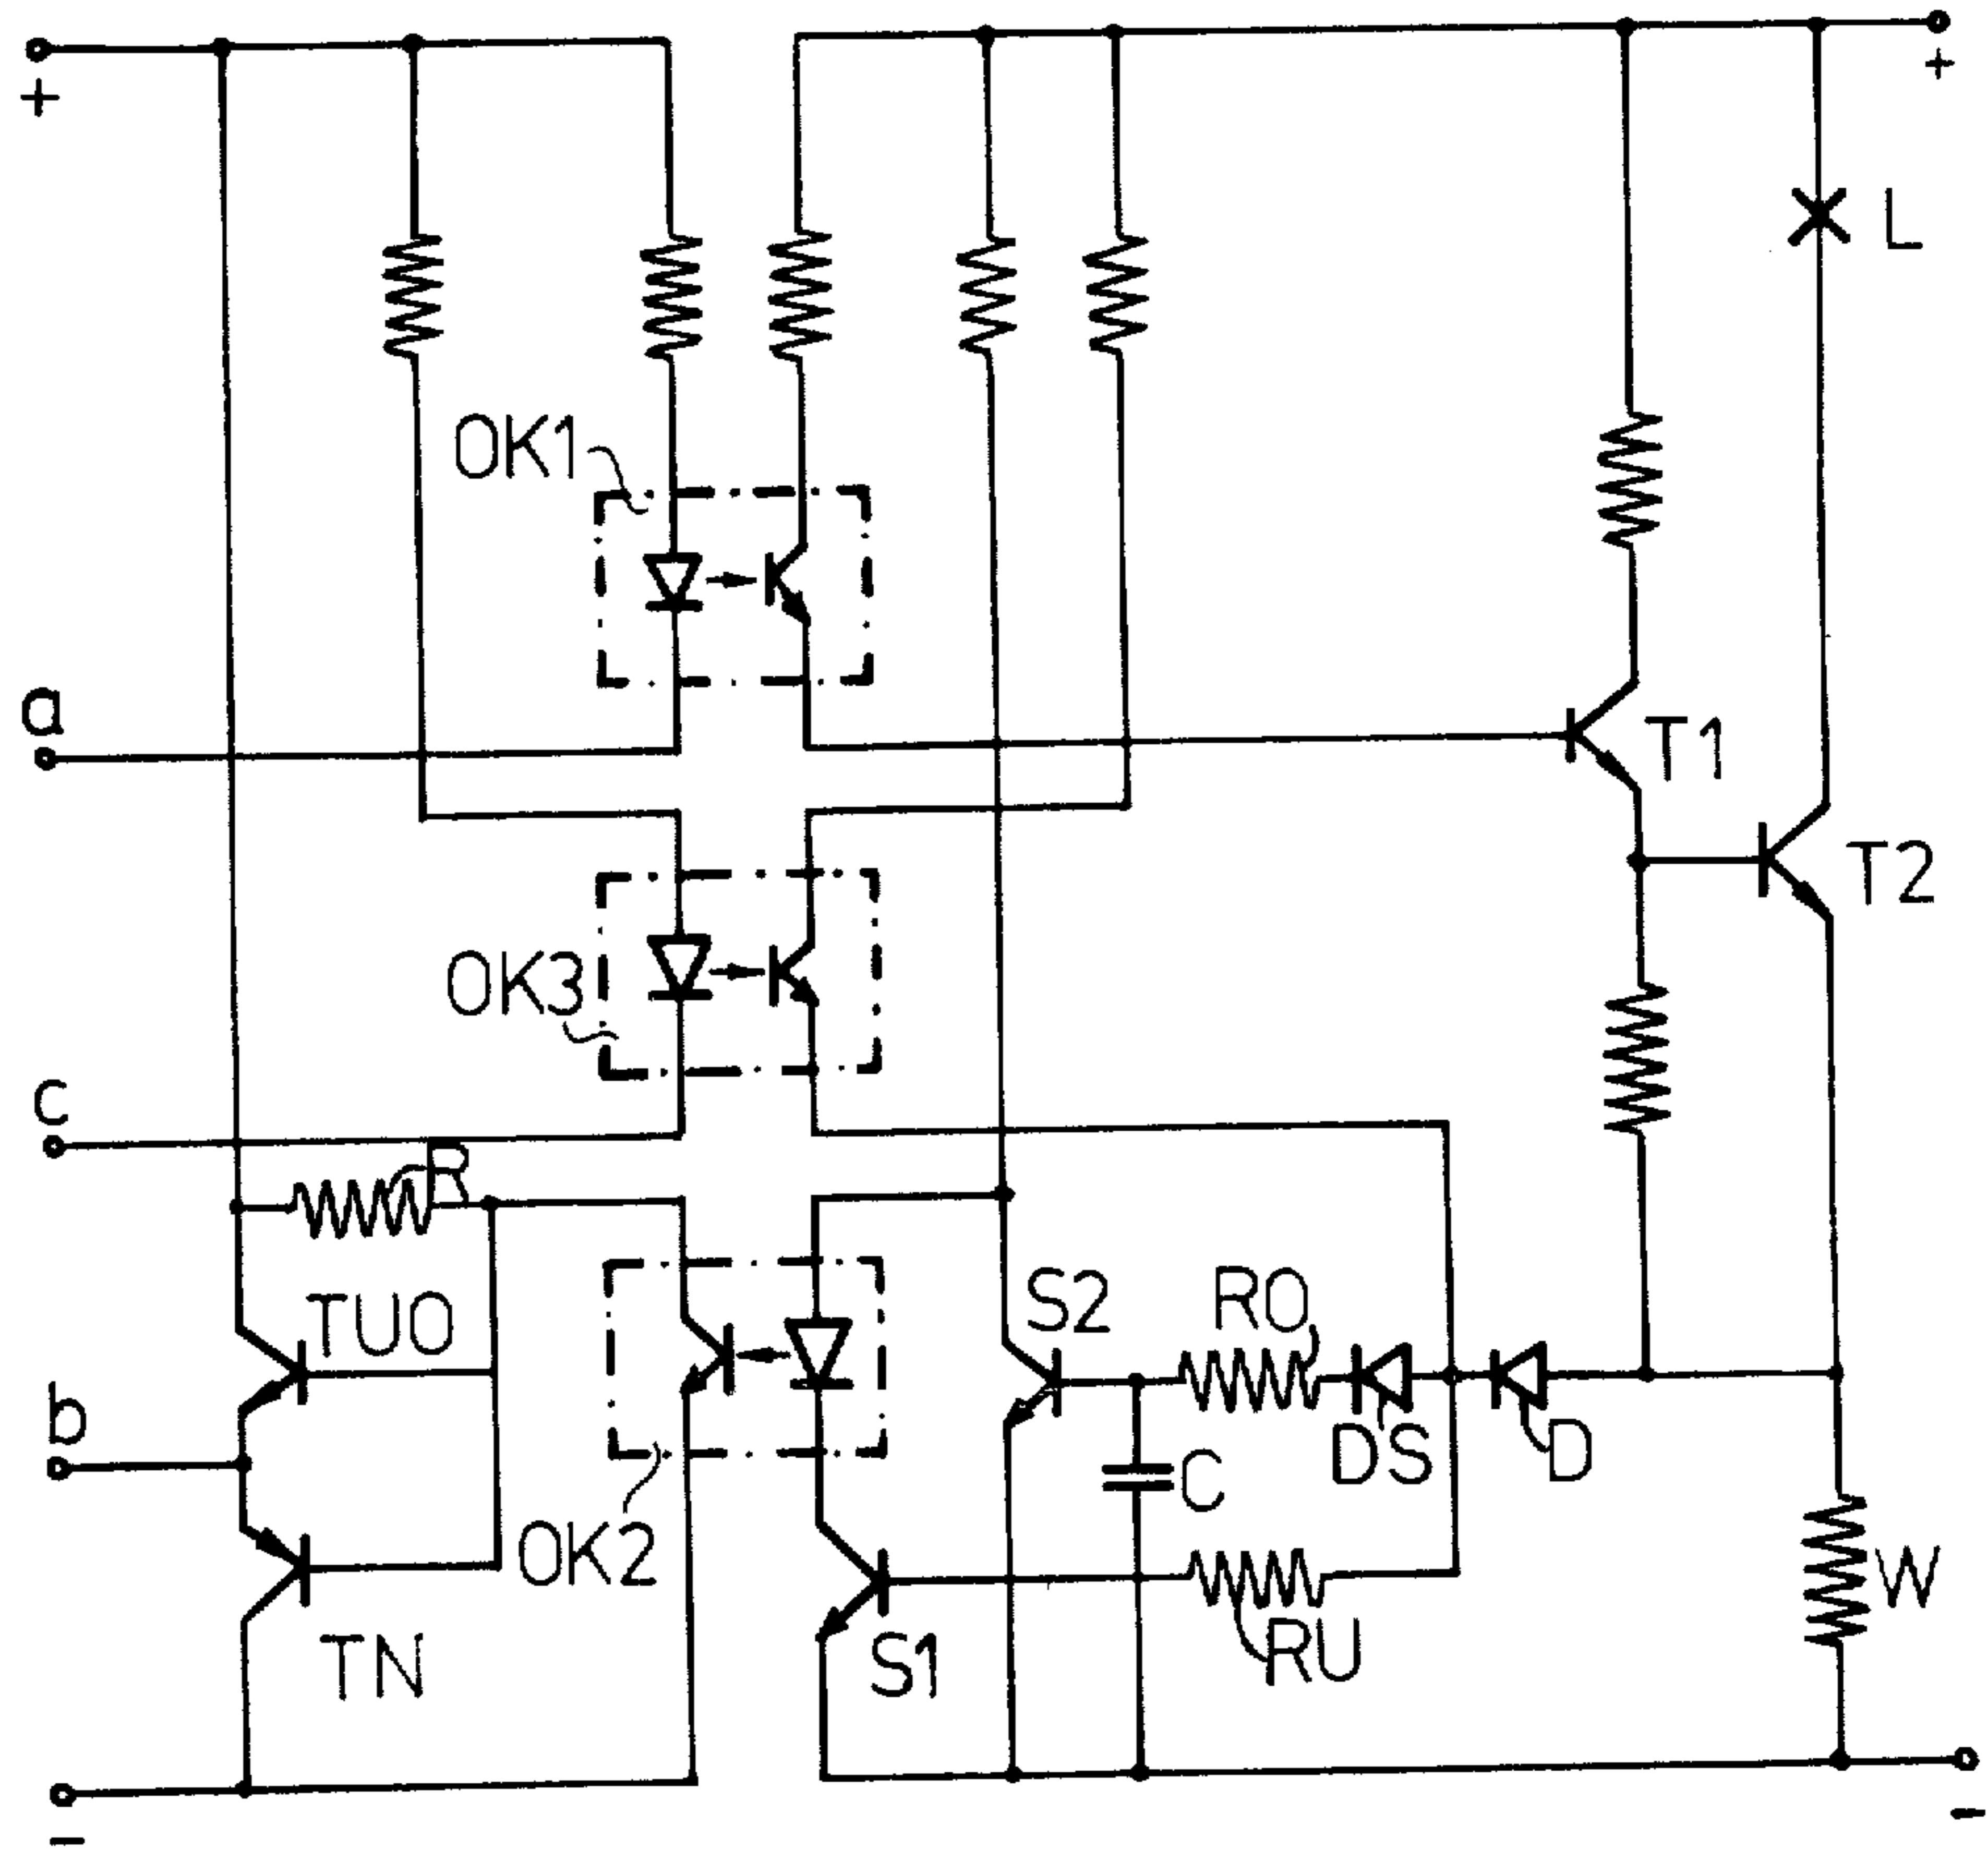 +
+
L
OK1
a
T1
T2
OK3
c
R
TUO
S2
RO
b
DS
D
C
OK2
W
TN
S1
RU
-
-